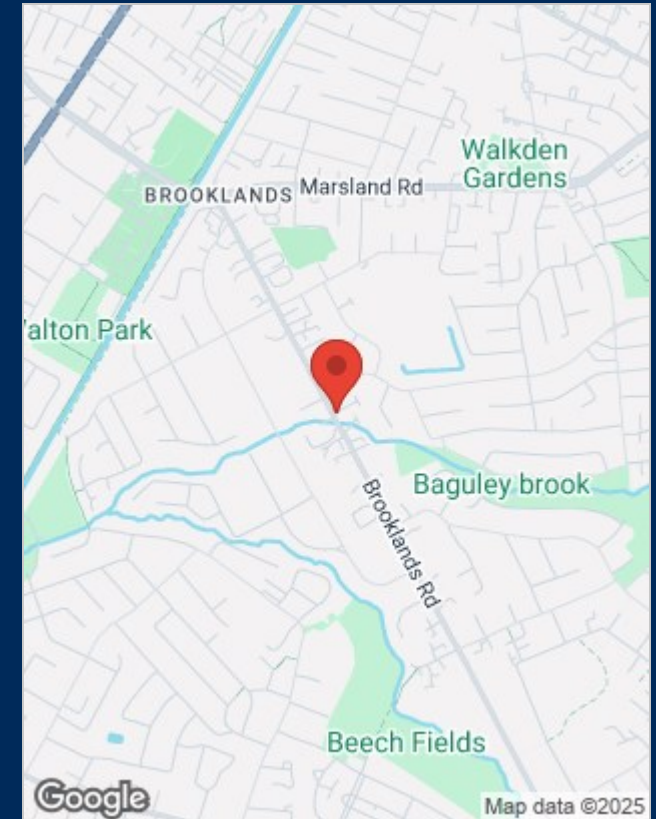 Walkden
Gardens
BROOKLANDS
Marsland Rd
alton Park
Baguley brook
Brooklands Rd
Beech Fields
Google
Map data ©2025